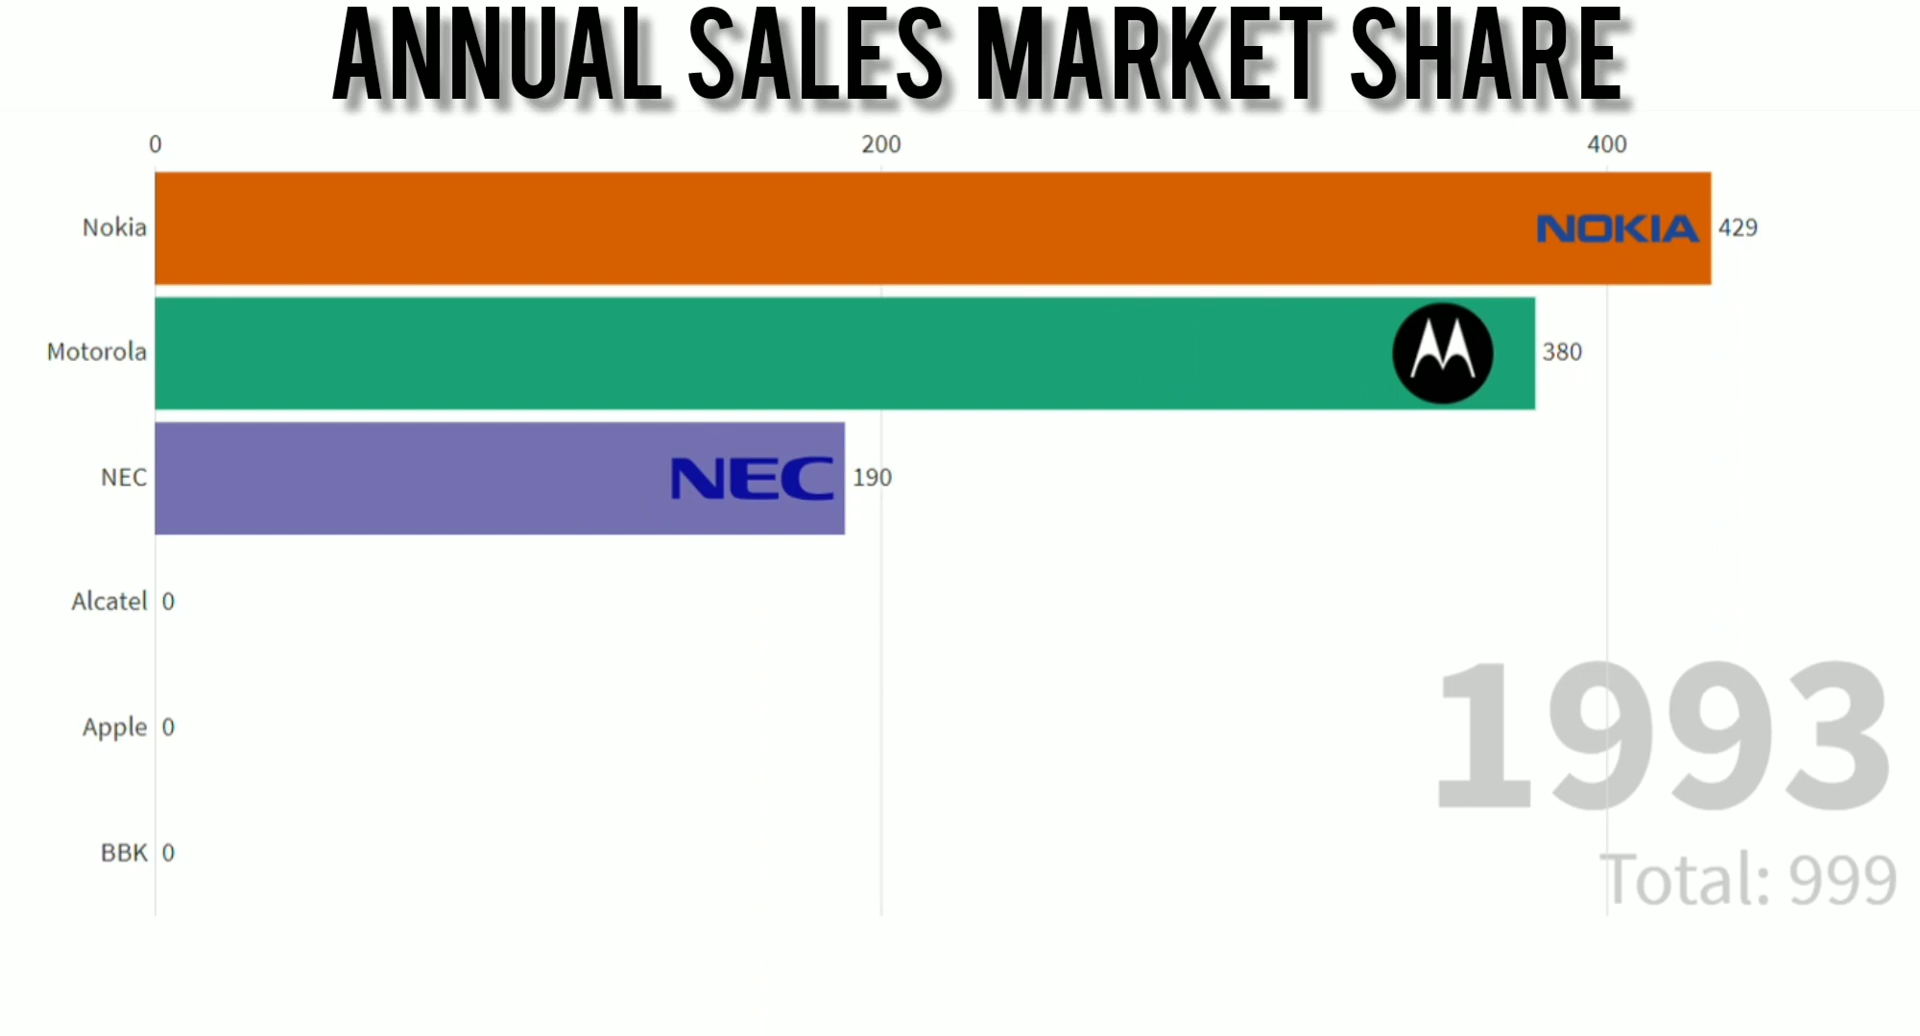 ANNUAL SALES MARKET SHARE
0 200 400
Nokia NOKIA 429
Motorola 380
NEC NEC 190
Alcatel 0
Apple 0
BBK 0
1993
Total: 999